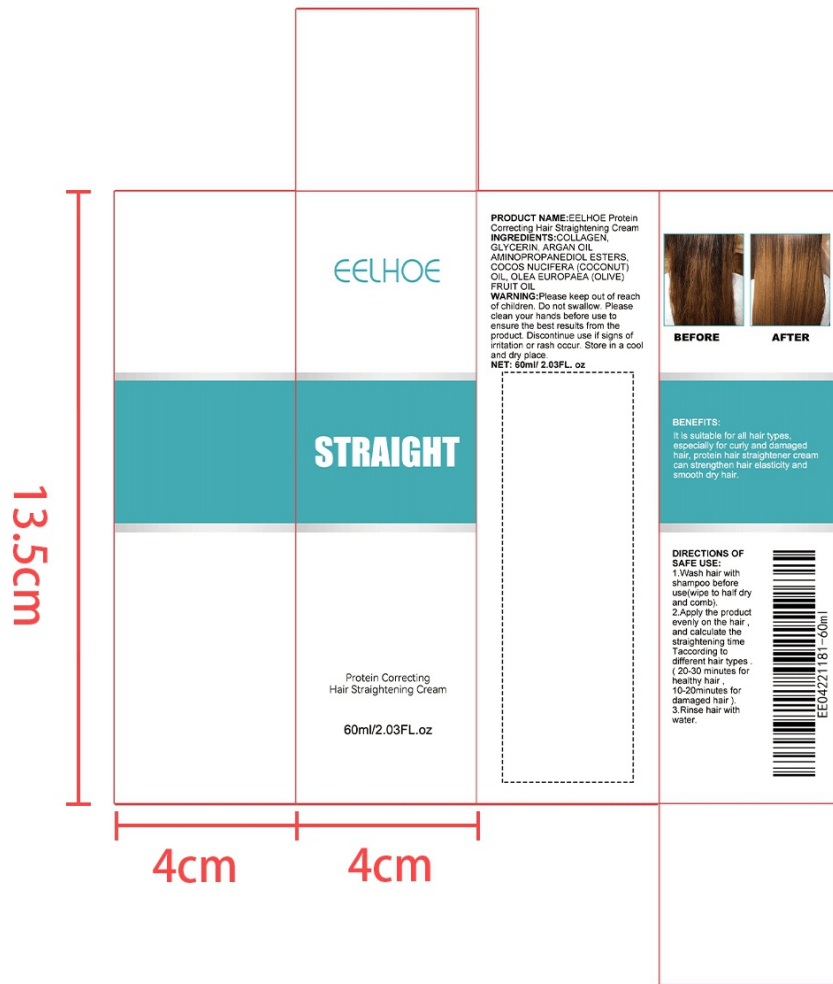 EELHOE
STRAIGHT
Protein Correcting
Hair Straightening Cream
60ml/2.03FL.oz
PRODUCT NAME:EELHOE Protein
Correcting Hair Straightening Cream
INGREDIENTS:COLLAGEN,
GLYCERIN, ARGAN OIL
AMINOPROPANEDIOL ESTERS,
COCOS NUCIFERA (COCONUT)
OIL, OLEA EUROPAEA (OLIVE)
FRUIT OIL
WARNING:Please keep out of reach
of children. Do not swallow. Please
clean your hands before use to
ensure the best results from the
product. Discontinue use if signs of
irritation or rash occur. Store in a cool
and dry place.
NET: 60ml/ 2.03FL. oz
BEFORE
AFTER
BENEFITS:
It is suitable for all hair types,
especially for curly and damaged
hair, protein hair straightener cream
can strengthen hair elasticity and
smooth dry hair.
DIRECTIONS OF
SAFE USE:
1.Wash hair with
shampoo before
use(wipe to half dry
and comb).
2.Apply the product
evenly on the hair ,
and calculate the
straightening time
Taccording to
different hair types .
( 20-30 minutes for
healthy hair ,
10-20minutes for
damaged hair ).
3.Rinse hair with
water.
EE04221181-60ml
13.5cm
4cm
4cm